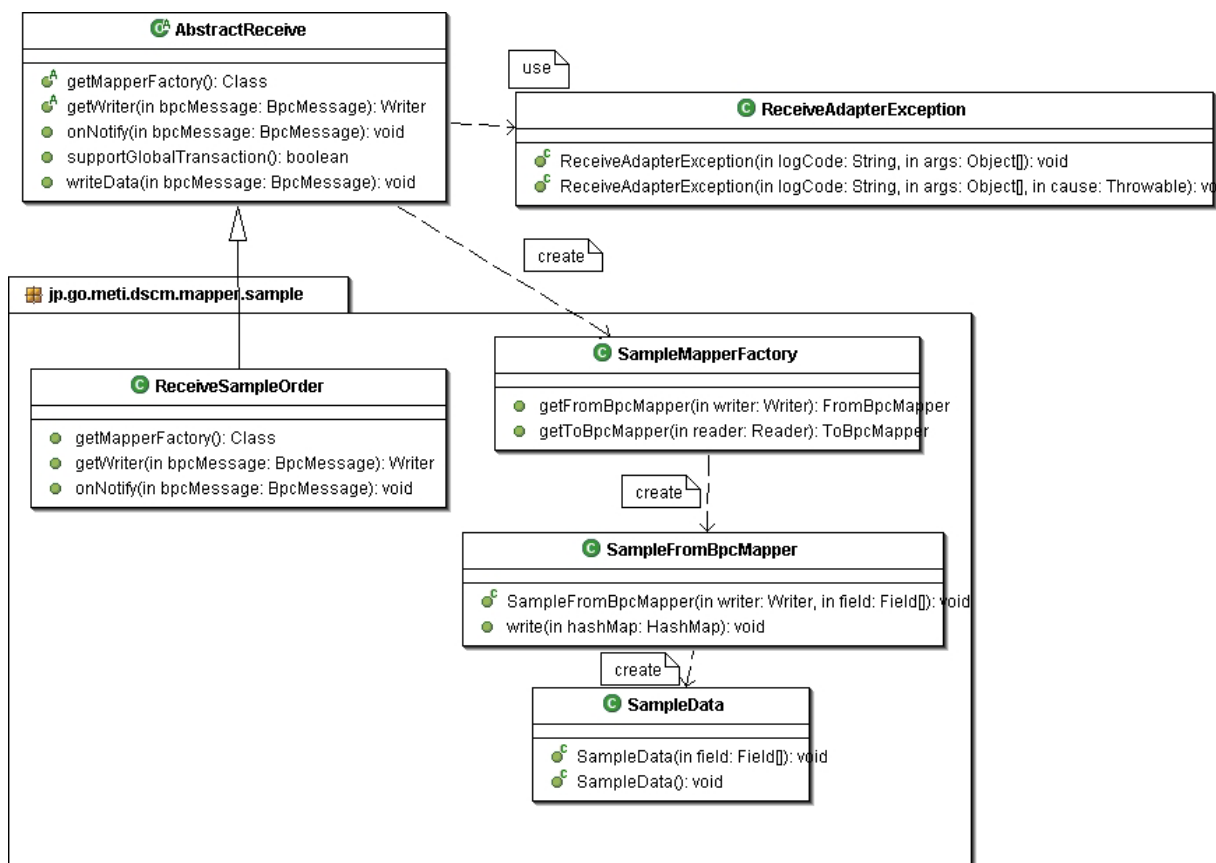 AbstractReceive
getMapperFactory(): Class
getWriter(in bpcMessage: BpcMessage): Writer
onNotify(in bpcMessage: BpcMessage): void
supportGlobalTransaction(): boolean
writeData(in bpcMessage: BpcMessage): void
use
ReceiveAdapterException
ReceiveAdapterException(in logCode: String, in args: Object[]): void
ReceiveAdapterException(in logCode: String, in args: Object[], in cause: Throwable): vo
create
jp.go.meti.dscm.mapper.sample
ReceiveSampleOrder
getMapperFactory(): Class
getWriter(in bpcMessage: BpcMessage): Writer
onNotify(in bpcMessage: BpcMessage): void
SampleMapperFactory
getFromBpcMapper(in writer: Writer): FromBpcMapper
getToBpcMapper(in reader: Reader): ToBpcMapper
create
SampleFromBpcMapper
SampleFromBpcMapper(in writer: Writer, in field: Field[]): void
write(in hashMap: HashMap): void
create
SampleData
SampleData(in field: Field[]): void
SampleData(): void